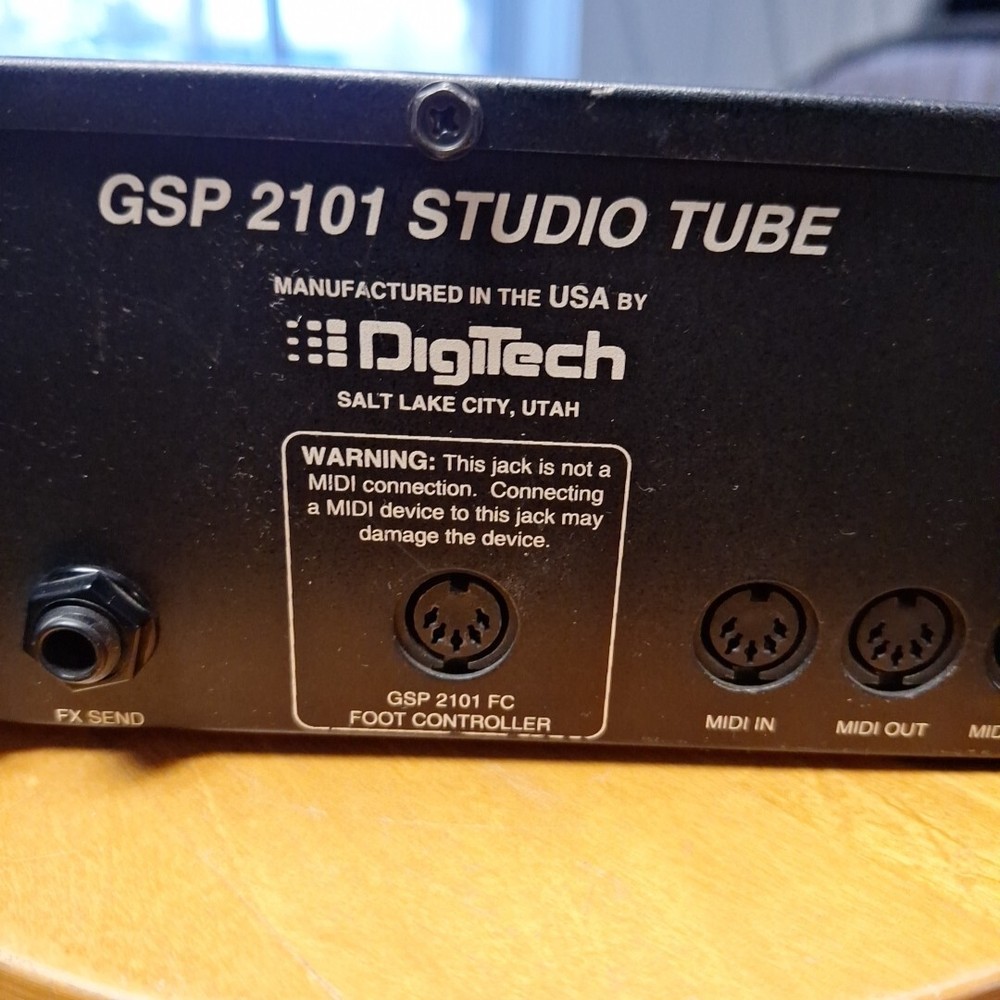 GSP 2101 STUDIO TUBE
MANUFACTURED IN THE USA BY
DigiTech
SALT LAKE CITY, UTAH
WARNING: This jack is not a
MIDI connection. Connecting
a MIDI device to this jack may
damage the device.
GSP 2101 FC
FOOT CONTROLLER
FX SEND
MIDI IN
MIDI OUT